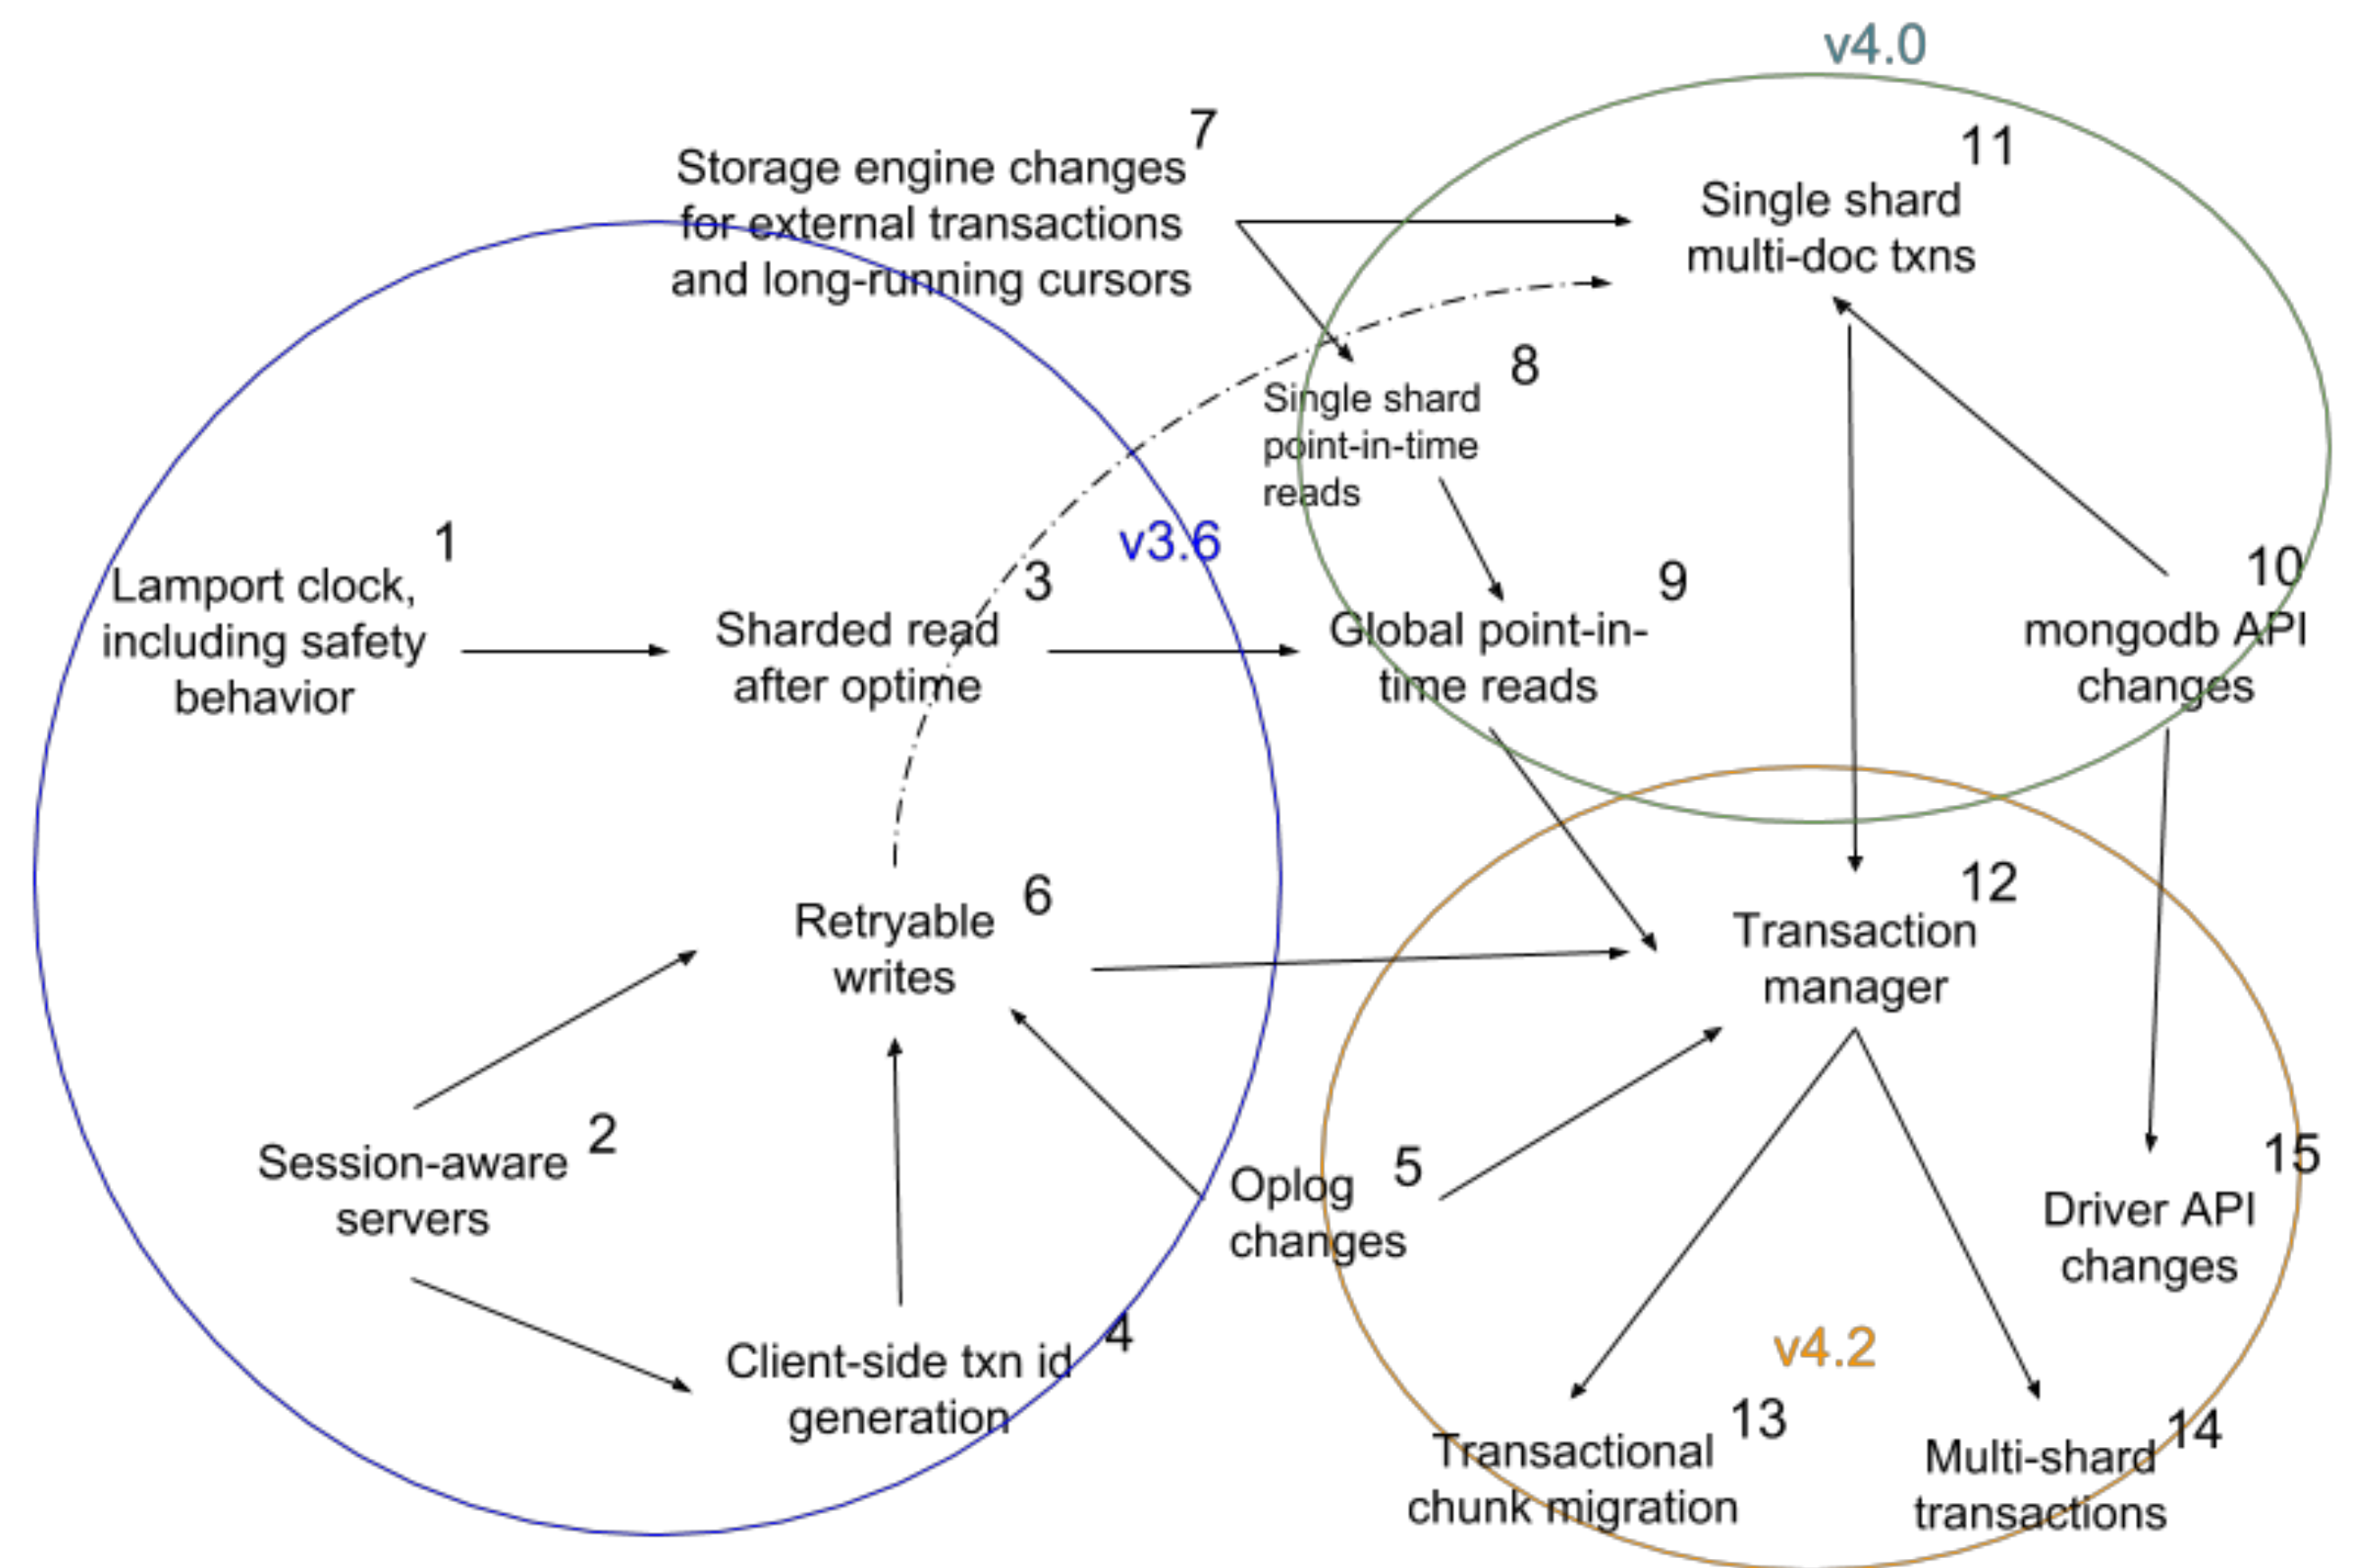 v4.0
7
Storage engine changes
for external transactions
and long-running cursors
11
Single shard
multi-doc txns
8
Single shard
point-in-time
reads
1
Lamport clock,
including safety
behavior
v3.6
3
Sharded read
after optime
9
Global point-in-
time reads
10
mongodb API
changes
6
Retryable
writes
12
Transaction
manager
2
Session-aware
servers
5
Oplog
changes
15
Driver API
changes
4
Client-side txn id
generation
v4.2
13
Transactional
chunk migration
14
Multi-shard
transactions